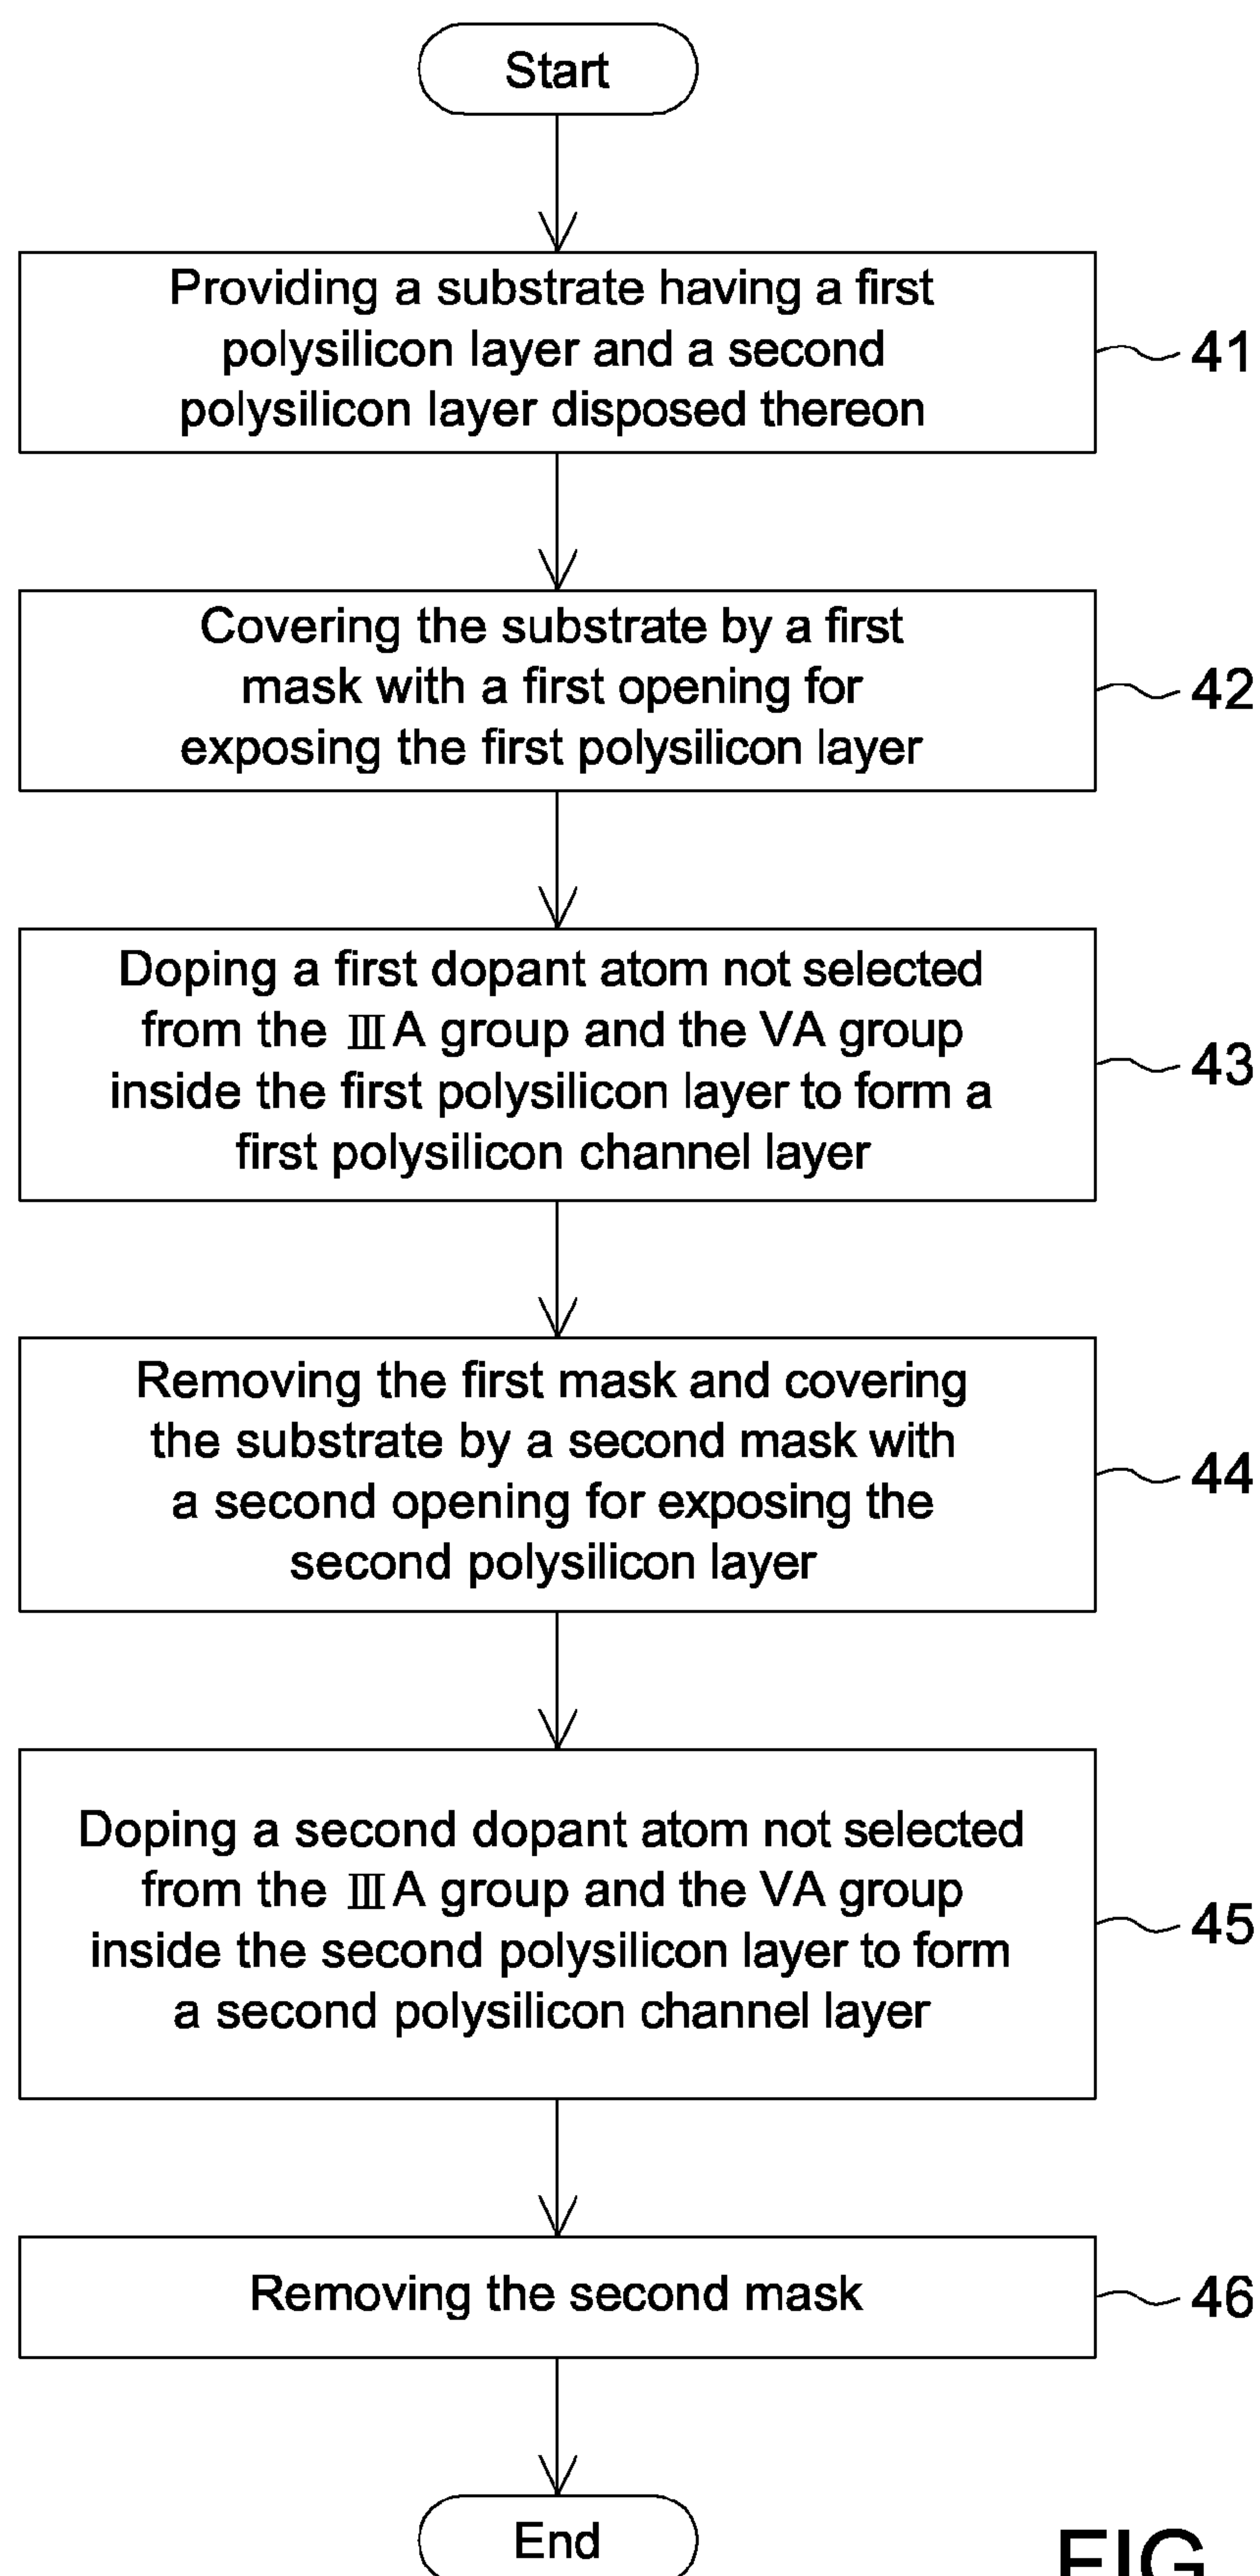 Start
Providing a substrate having a first
polysilicon layer and a second
polysilicon layer disposed thereon
41
Covering the substrate by a first
mask with a first opening for
exposing the first polysilicon layer
42
Doping a first dopant atom not selected
from the ⅢA group and the VA group
inside the first polysilicon layer to form a
first polysilicon channel layer
43
Removing the first mask and covering
the substrate by a second mask with
a second opening for exposing the
second polysilicon layer
44
Doping a second dopant atom not selected
from the ⅢA group and the VA group
inside the second polysilicon layer to form
a second polysilicon channel layer
45
Removing the second mask
46
End
FIG